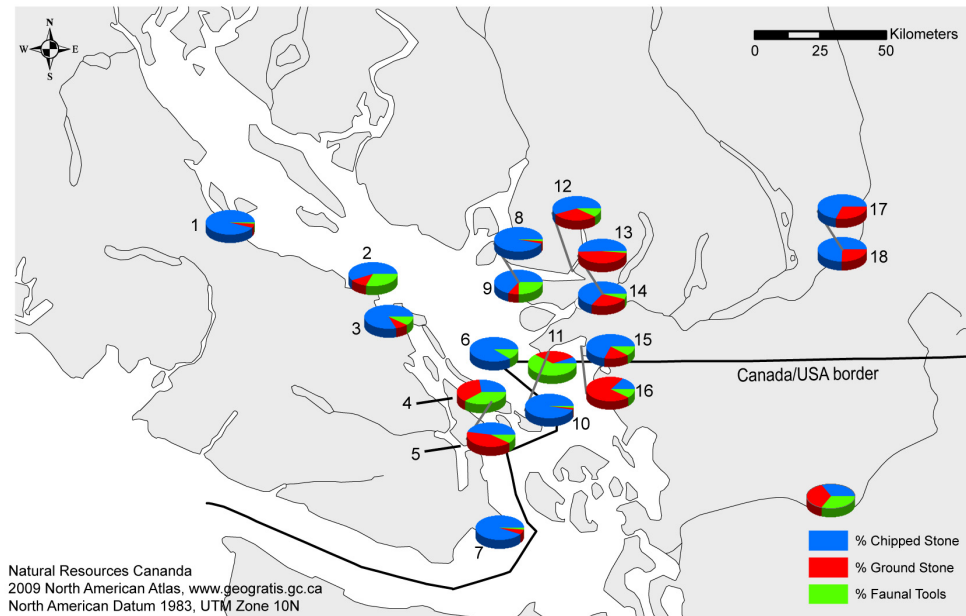 N
W E
S
Kilometers
0 25 50
1
2
3
4
5
6
7
8
9
10
11
12
13
14
15
16
17
18
Canada/USA border
% Chipped Stone
% Ground Stone
% Faunal Tools
Natural Resources Cananda
2009 North American Atlas, www.geogratis.gc.ca
North American Datum 1983, UTM Zone 10N